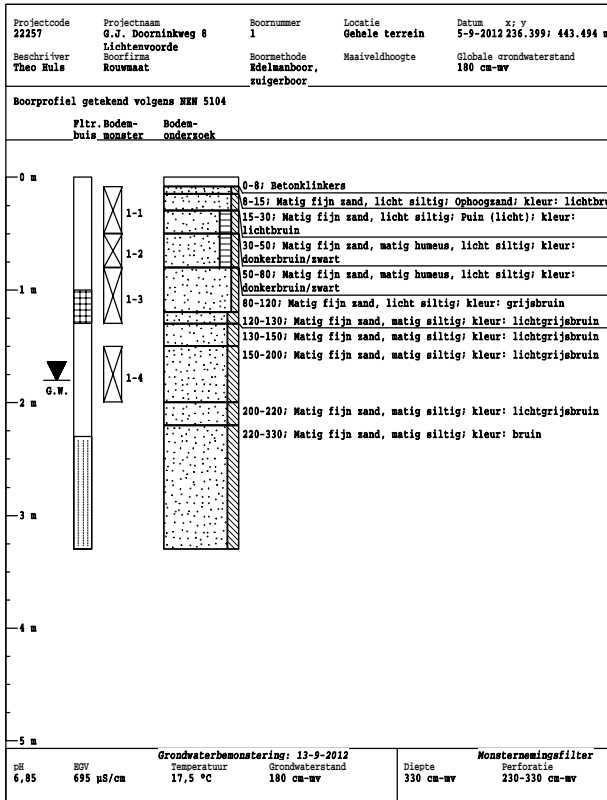 Projectcode Projectnaam Boornummer Locatie Datum x; y
22257 G.J. Doorninkweg 8 1 Gehele terrein 5-9-2012 236.399; 443.494 m
Lichtenvoorde
Beschrijver Boorfirma Boormethode Maaiveldhoogte Globale grondwaterstand
Theo Huls Rouwmaat Edelmanboor, 180 cm-mv
zuigerboor
Boorprofiel getekend volgens NEN 5104
Fltr. Bodem- Bodem-
buis monster onderzoek
0 m
0-8; Betonklinkers
8-15; Matig fijn zand, licht siltig; Ophoogzand; kleur: lichtbru
1-1
15-30; Matig fijn zand, licht siltig; Puin (licht); kleur:
lichtbruin
30-50; Matig fijn zand, matig humeus, licht siltig; kleur:
donkerbruin/zwart
1-2
50-80; Matig fijn zand, matig humeus, licht siltig; kleur:
donkerbruin/zwart
1 m
1-3
80-120; Matig fijn zand, licht siltig; kleur: grijsbruin
120-130; Matig fijn zand, matig siltig; kleur: lichtgrijsbruin
130-150; Matig fijn zand, matig siltig; kleur: lichtgrijsbruin
150-200; Matig fijn zand, matig siltig; kleur: lichtgrijsbruin
1-4
G.W.
2 m
200-220; Matig fijn zand, matig siltig; kleur: lichtgrijsbruin
220-330; Matig fijn zand, matig siltig; kleur: bruin
3 m
4 m
5 m
Grondwaterbemonstering: 13-9-2012 Monsternemingsfilter
pH EGV Temperatuur Grondwaterstand Diepte Perforatie
6,85 695 µS/cm 17,5 °C 180 cm-mv 330 cm-mv 230-330 cm-mv